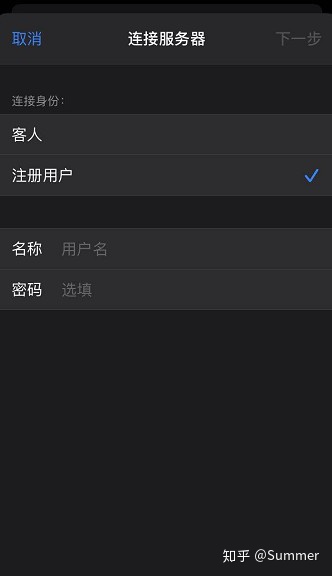 取消 连接服务器 下一步
连接身份：
客人
注册用户
名称 用户名
密码 选填
知乎 @Summer